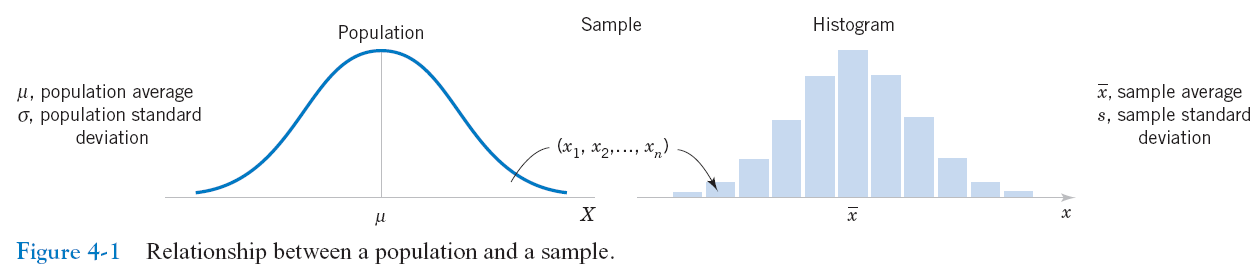 Population
Sample
Histogram
μ, population average
σ, population standard
deviation
(x₁, x₂,..., xₙ)
x̄, sample average
s, sample standard
deviation
μ
X
x̄
x
Figure 4-1 Relationship between a population and a sample.